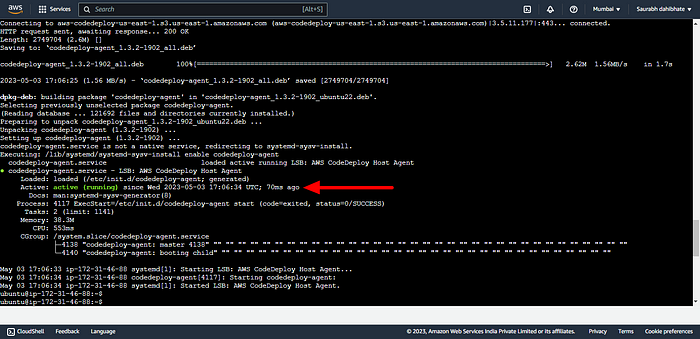 aws
Services
Search
[Alt+S]
Mumbai
Saurabh dahibhate
Connecting to aws-codedeploy-us-east-1.s3.us-east-1.amazonaws.com (aws-codedeploy-us-east-1.s3.us-east-1.amazonaws.com)|3.5.11.177|:443... connected.
HTTP request sent, awaiting response... 200 OK
Length: 2749704 (2.6M) []
Saving to: ‘codedeploy-agent_1.3.2-1902_all.deb’
codedeploy-agent_1.3.2-1902_all.deb 100%[=====================================================================================>] 2.62M 1.56MB/s in 1.7s
2023-05-03 17:06:25 (1.56 MB/s) - ‘codedeploy-agent_1.3.2-1902_all.deb’ saved [2749704/2749704]
dpkg-deb: building package 'codedeploy-agent' in 'codedeploy-agent_1.3.2-1902_ubuntu22.deb'.
Selecting previously unselected package codedeploy-agent.
(Reading database ... 121692 files and directories currently installed.)
Preparing to unpack codedeploy-agent_1.3.2-1902_ubuntu22.deb ...
Unpacking codedeploy-agent (1.3.2-1902) ...
Setting up codedeploy-agent (1.3.2-1902) ...
codedeploy-agent.service is not a native service, redirecting to systemd-sysv-install.
Executing: /lib/systemd/systemd-sysv-install enable codedeploy-agent
codedeploy-agent.service loaded active running LSB: AWS CodeDeploy Host Agent
● codedeploy-agent.service - LSB: AWS CodeDeploy Host Agent
Loaded: loaded (/etc/init.d/codedeploy-agent; generated)
Active: active (running) since Wed 2023-05-03 17:06:34 UTC; 70ms ago
Docs: man:systemd-sysv-generator(8)
Process: 4117 ExecStart=/etc/init.d/codedeploy-agent start (code=exited, status=0/SUCCESS)
Tasks: 2 (limit: 1141)
Memory: 38.3M
CPU: 553ms
CGroup: /system.slice/codedeploy-agent.service
├─4138 "codedeploy-agent: master 4138" "" "" "" "" "" "" "" "" "" "" "" "" "" "" "" "" "" "" "" "" "" "" "" "" "" "" "" "" "" "" "" "" "" ""
└─4140 "codedeploy-agent: booting child" "" "" "" "" "" "" "" "" "" "" "" "" "" "" "" "" "" "" "" "" "" "" "" "" "" "" "" "" "" "" "" ""
May 03 17:06:33 ip-172-31-46-88 systemd[1]: Starting LSB: AWS CodeDeploy Host Agent...
May 03 17:06:34 ip-172-31-46-88 codedeploy-agent[4117]: Starting codedeploy-agent:
May 03 17:06:34 ip-172-31-46-88 systemd[1]: Started LSB: AWS CodeDeploy Host Agent.
ubuntu@ip-172-31-46-88:~$
ubuntu@ip-172-31-46-88:~$
CloudShell Feedback Language © 2023, Amazon Web Services India Private Limited or its affiliates. Privacy Terms Cookie preferences